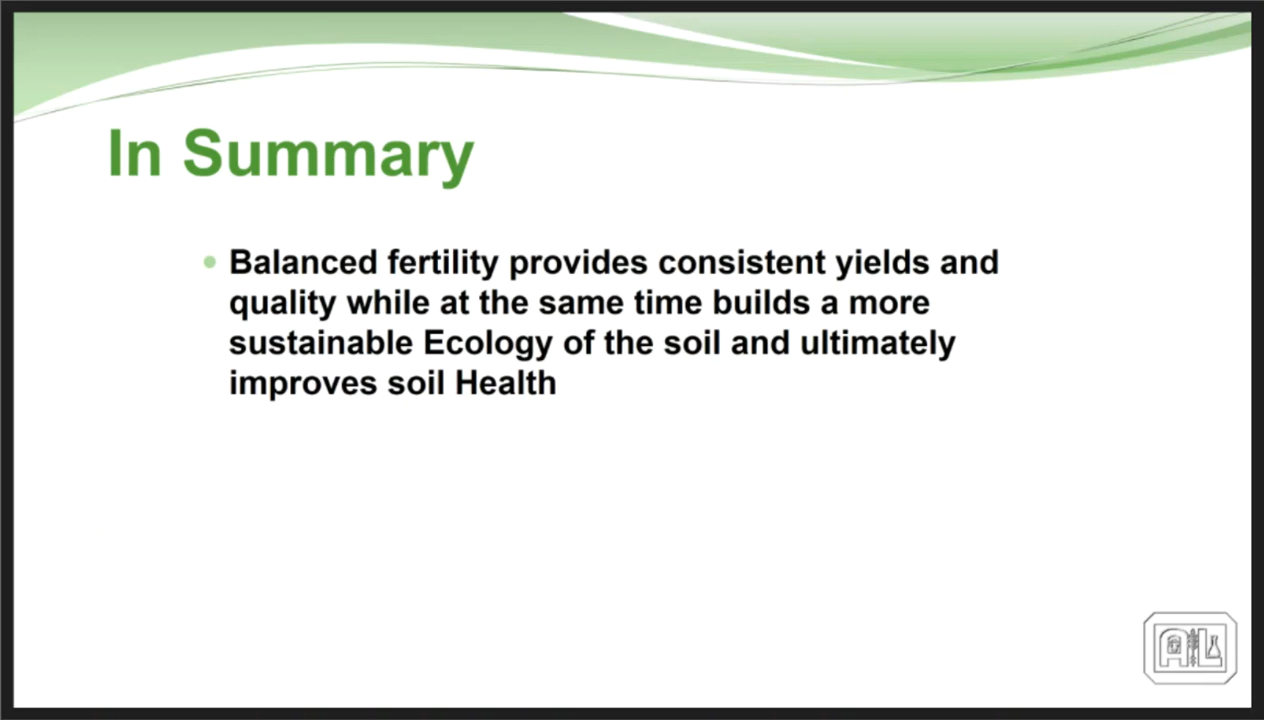 In Summary
Balanced fertility provides consistent yields and
quality while at the same time builds a more
sustainable Ecology of the soil and ultimately
improves soil Health
AL